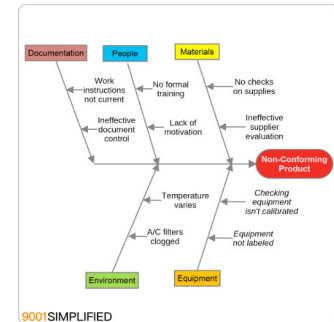 Documentation
People
Materials
Work
instructions
not current
No formal
training
No checks
on supplies
Ineffective
document
control
Lack of
motivation
Ineffective
supplier
evaluation
Non-Conforming
Product
Temperature
varies
Checking
equipment
isn't calibrated
A/C filters
clogged
Equipment
not labeled
Environment
Equipment
9001SIMPLIFIED